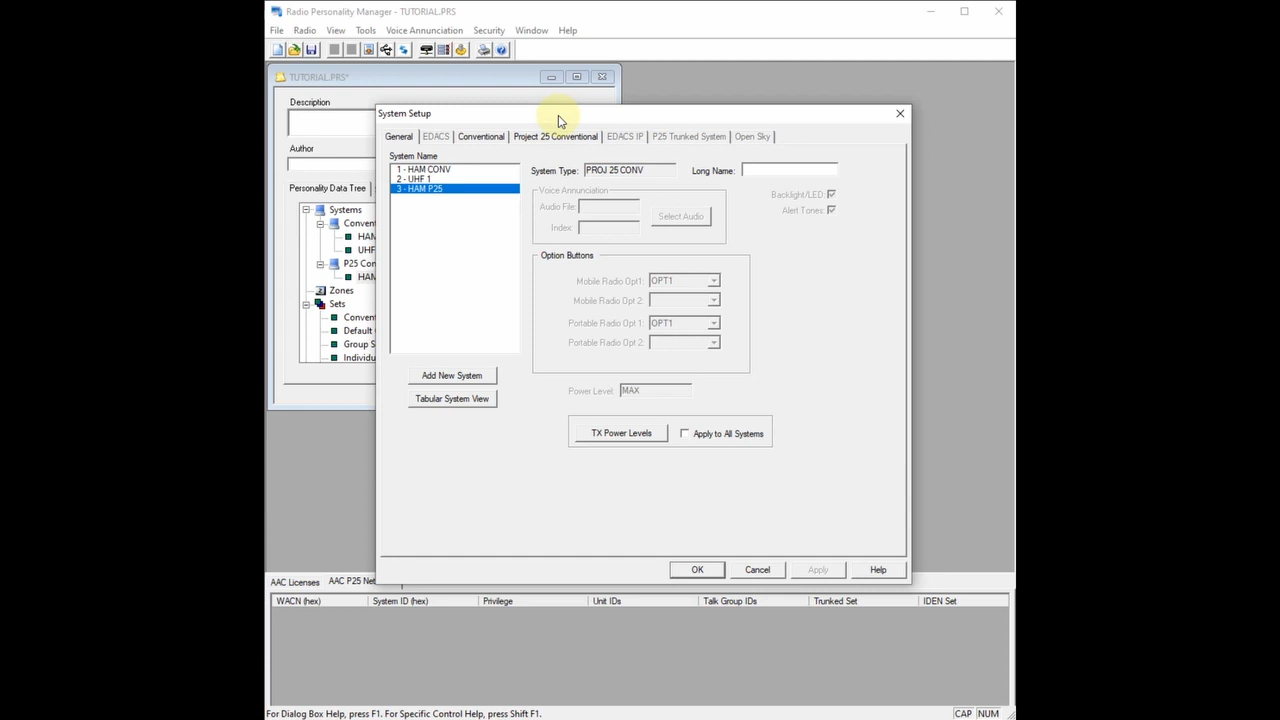 Radio Personality Manager - TUTORIAL.PRS
File Radio View Tools Voice Annunciation Security Window Help
TUTORIAL.PRS*
Description
Author
Personality Data Tree
Systems
Conven
HAM
UHF
P25 Con
HAM
Zones
Sets
Convent
Default
Group S
Individu
System Setup
General EDACS Conventional Project 25 Conventional EDACS IP P25 Trunked System Open Sky
System Name
1 - HAM CONV
2 - UHF 1
3 - HAM P25
Add New System
Tabular System View
System Type: PROJ 25 CONV Long Name:
Voice Annunciation
Audio File:
Select Audio
Index:
Backlight/LED:
Alert Tones:
Option Buttons
Mobile Radio Opt1: OPT1
Mobile Radio Opt 2:
Portable Radio Opt 1: OPT1
Portable Radio Opt 2:
Power Level: MAX
TX Power Levels Apply to All Systems
OK Cancel Apply Help
AAC Licenses AAC P25 Net
WACN (hex) System ID (hex) Privilege Unit IDs Talk Group IDs Trunked Set IDEN Set
For Dialog Box Help, press F1. For Specific Control Help, press Shift F1.
CAP NUM